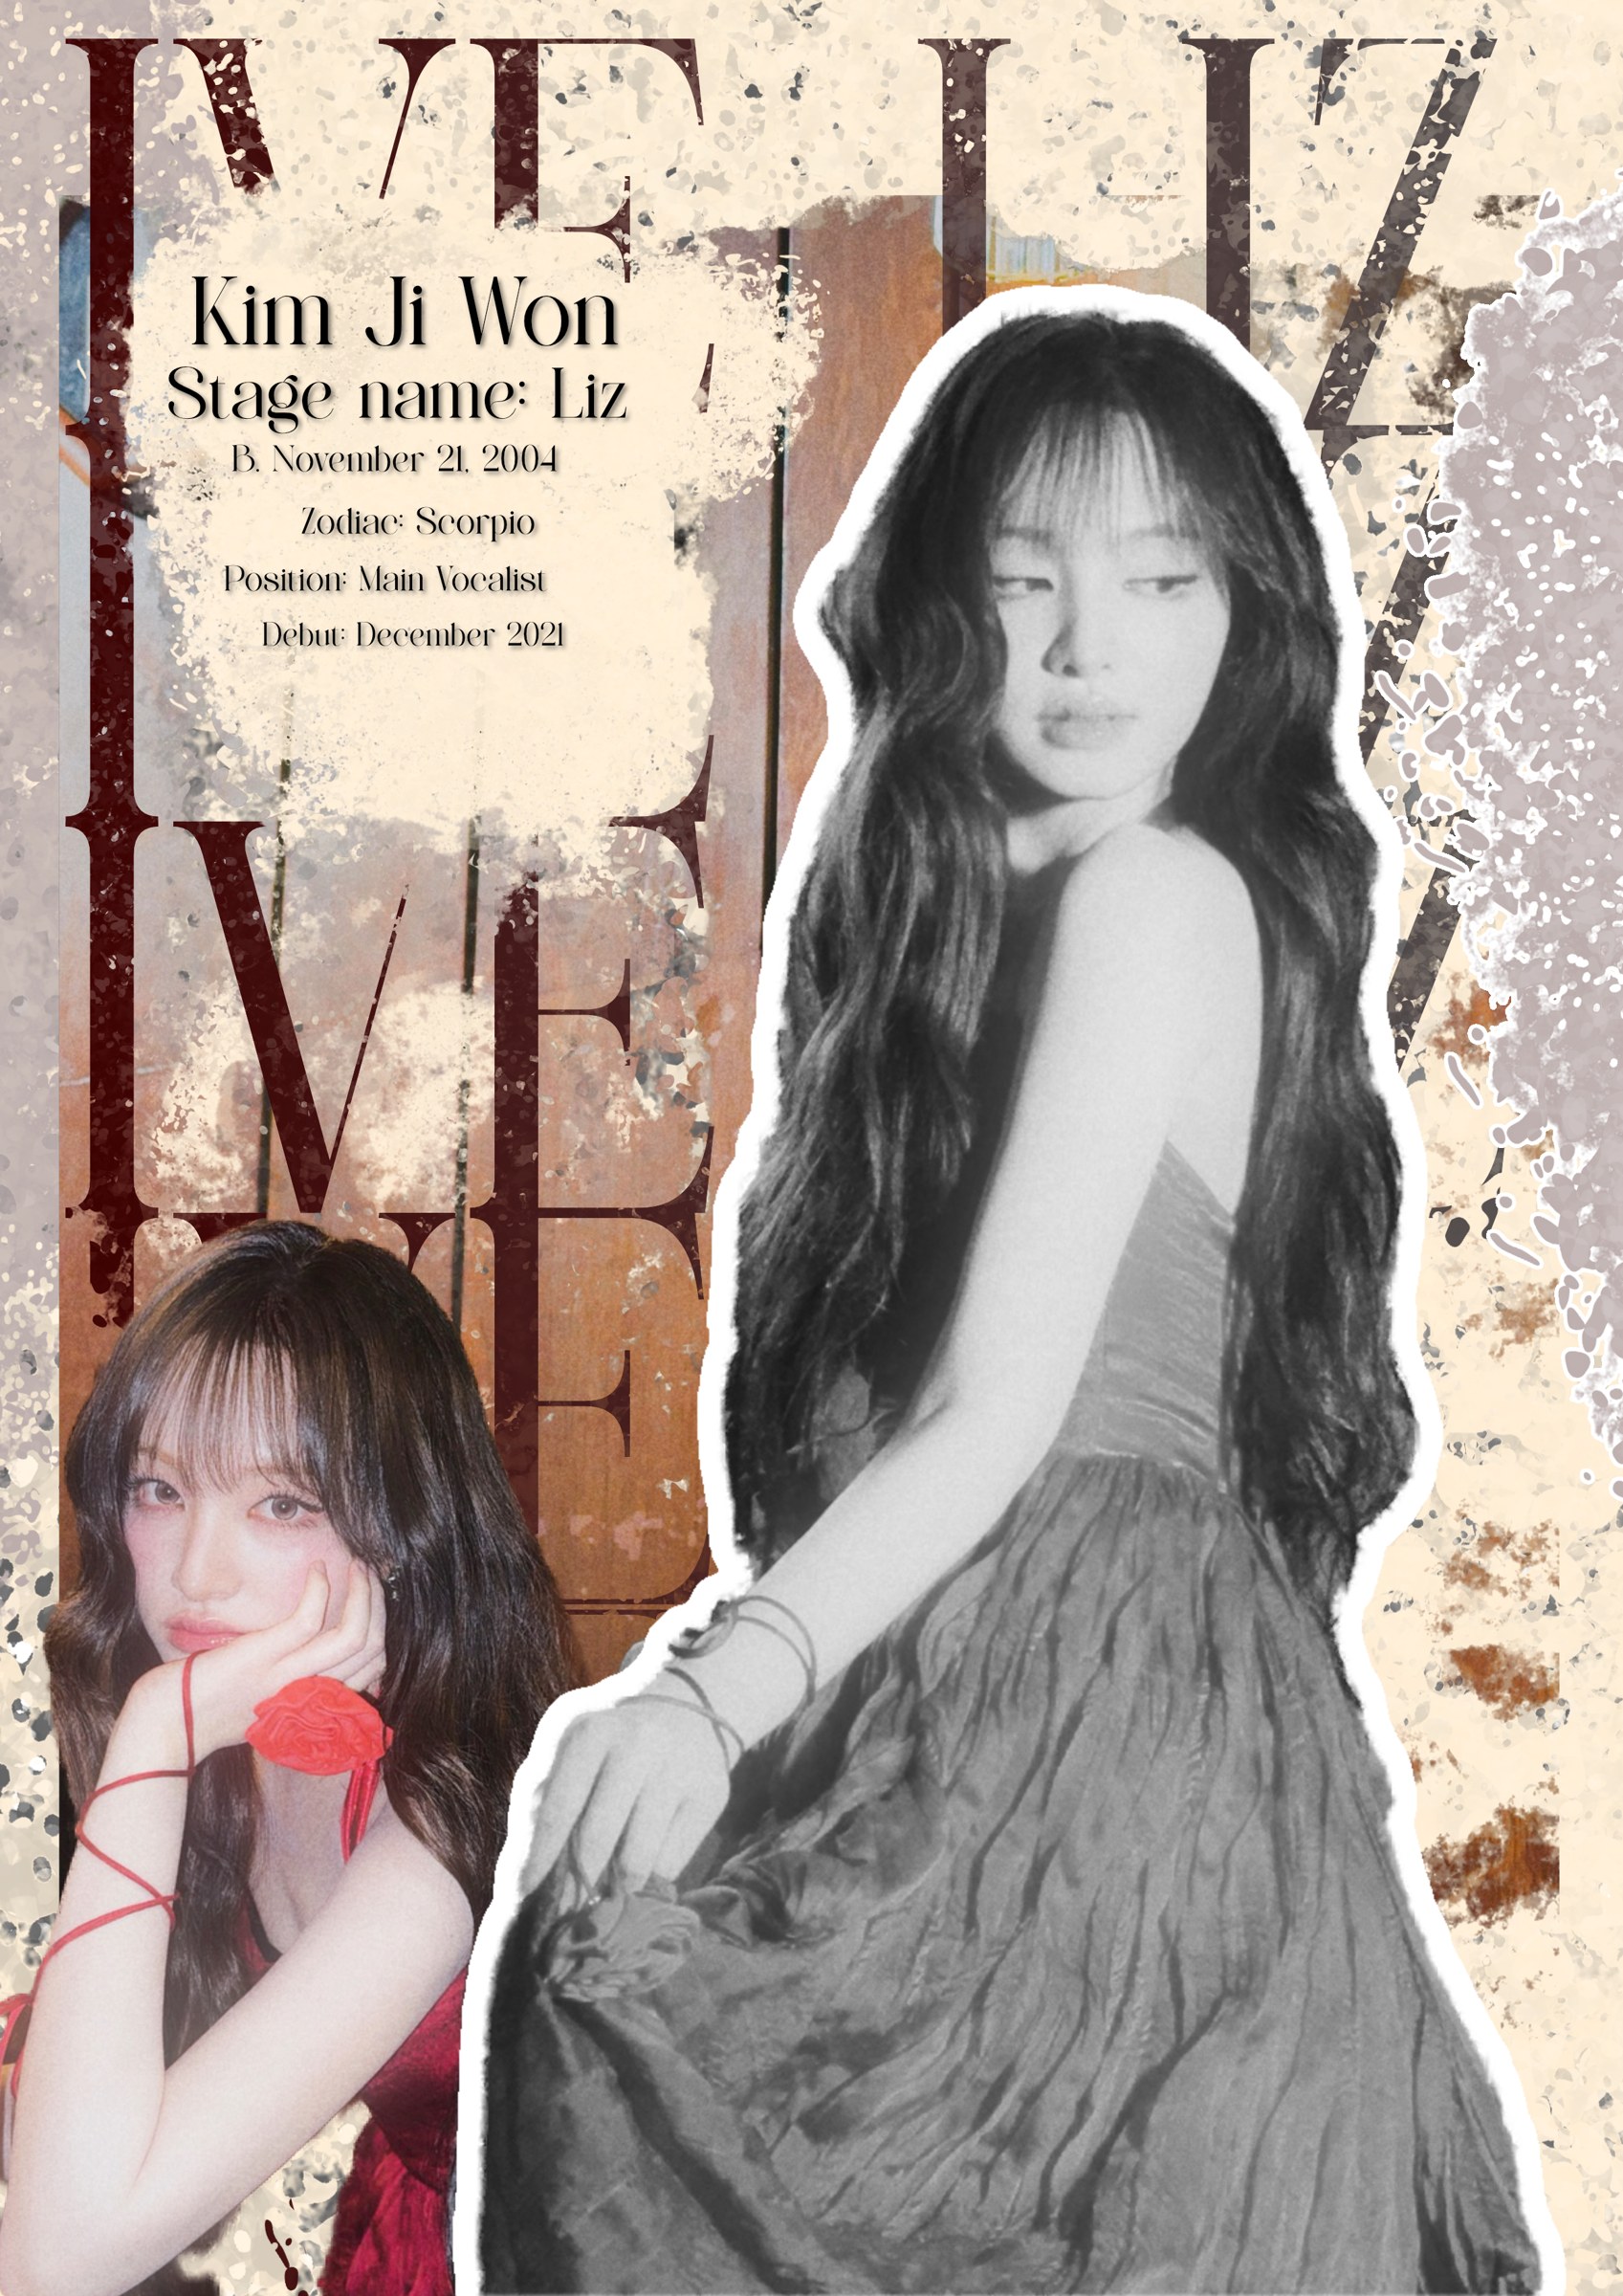 IVE LIZ
Kim Ji Won
Stage name: Liz
B. November 21, 2004
Zodiac: Scorpio
Position: Main Vocalist
Debut: December 2021
IVE
IVE